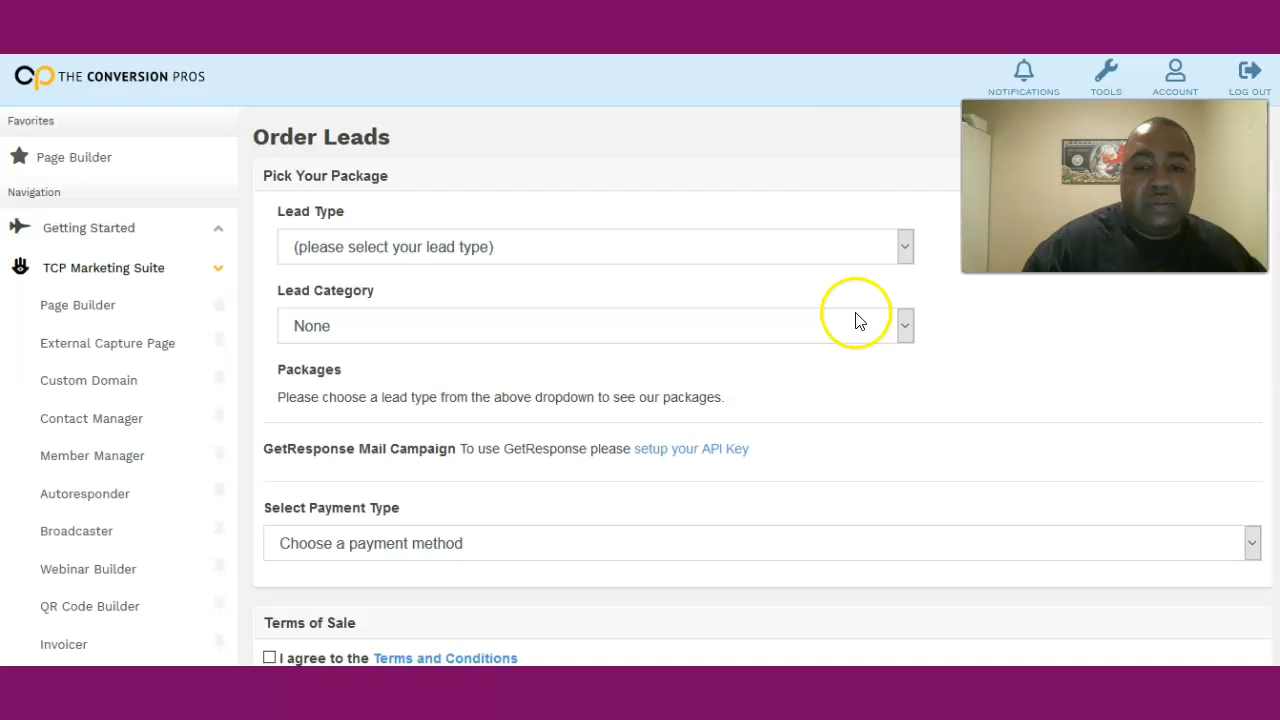 THE CONVERSION PROS
NOTIFICATIONS
TOOLS
ACCOUNT
LOG OUT
Favorites
Page Builder
Navigation
Getting Started
TCP Marketing Suite
Page Builder
External Capture Page
Custom Domain
Contact Manager
Member Manager
Autoresponder
Broadcaster
Webinar Builder
QR Code Builder
Invoicer
Order Leads
Pick Your Package
Lead Type
(please select your lead type)
Lead Category
None
Packages
Please choose a lead type from the above dropdown to see our packages.
GetResponse Mail Campaign To use GetResponse please setup your API Key
Select Payment Type
Choose a payment method
Terms of Sale
I agree to the Terms and Conditions